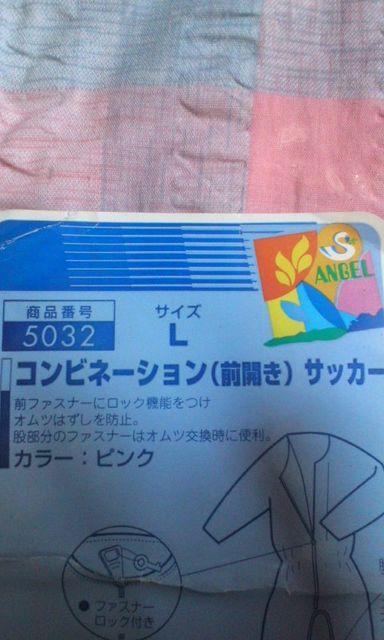 S
ANGEL
商品番号
5032
サイズ
L
コンビネーション(前開き) サッカー
前ファスナーにロック機能をつけ
オムツはずしを防止。
股部分のファスナーはオムツ交換時に便利。
カラー:ピンク
●ファスナー
ロック付き